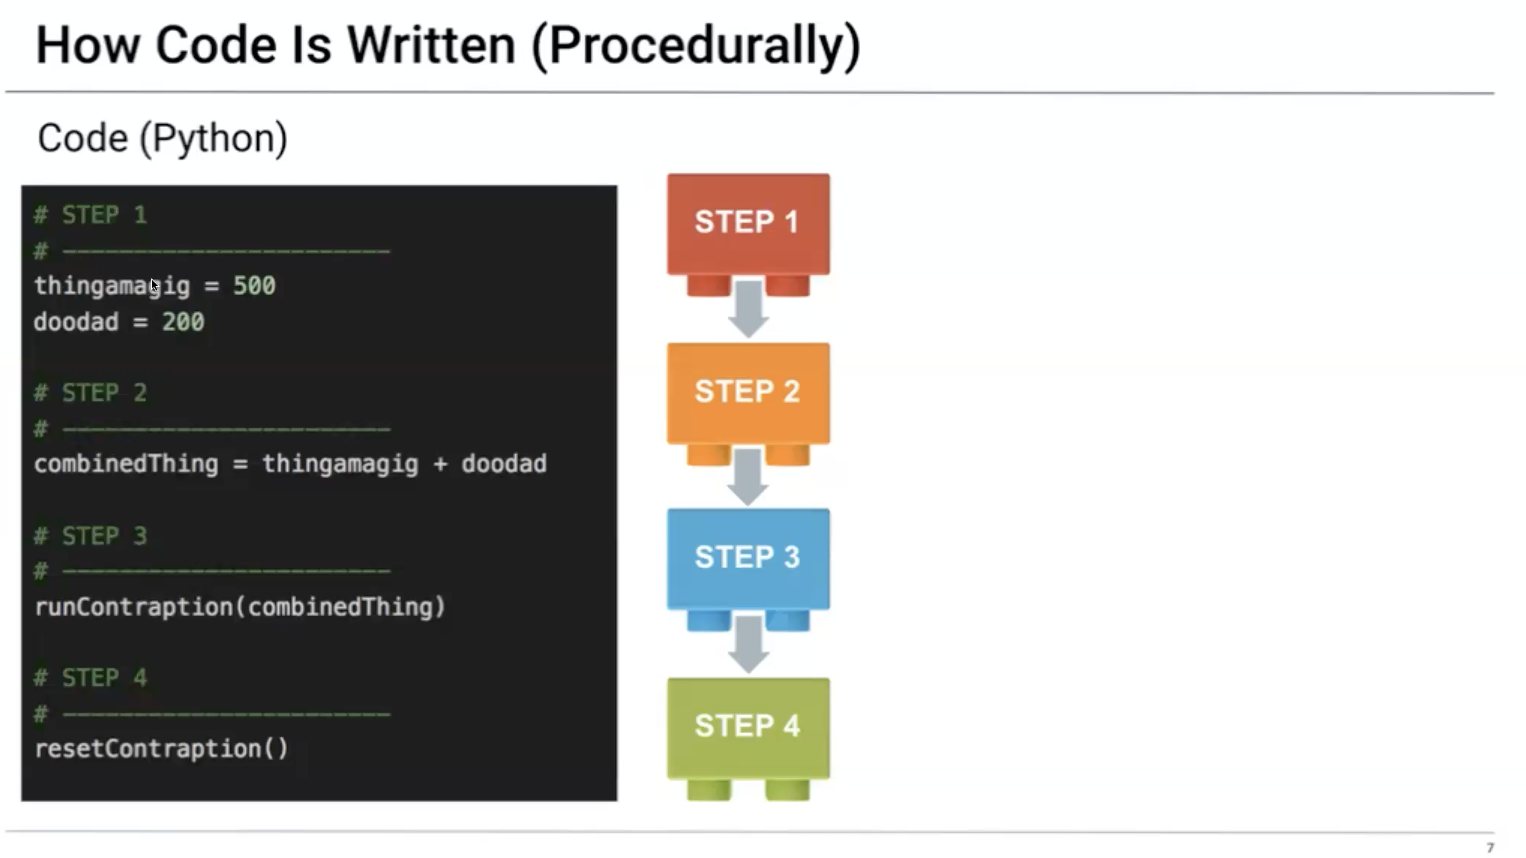 How Code Is Written (Procedurally)
Code (Python)
# STEP 1
# ———————————————————————
thingamagig = 500
doodad = 200
# STEP 2
# ———————————————————————
combinedThing = thingamagig + doodad
# STEP 3
# ———————————————————————
runContraption(combinedThing)
# STEP 4
# ———————————————————————
resetContraption()
STEP 1
STEP 2
STEP 3
STEP 4
7